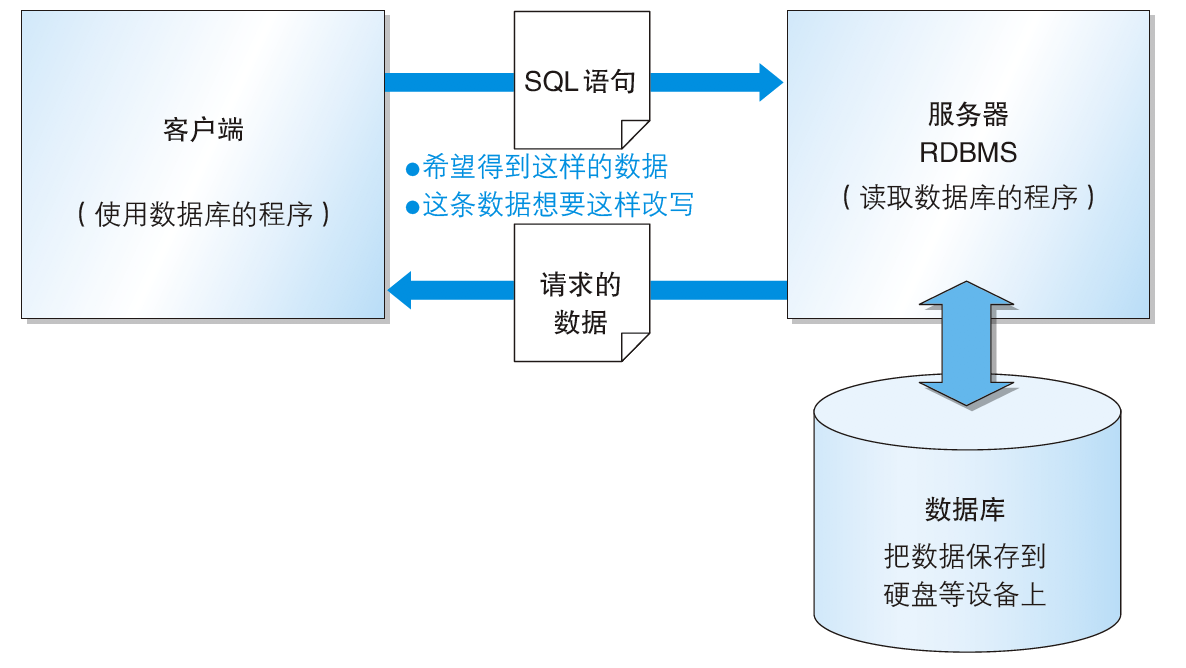 客户端
（使用数据库的程序）
SQL语句
●希望得到这样的数据
●这条数据想要这样改写
请求的
数据
服务器
RDBMS
（读取数据库的程序）
数据库
把数据保存到
硬盘等设备上